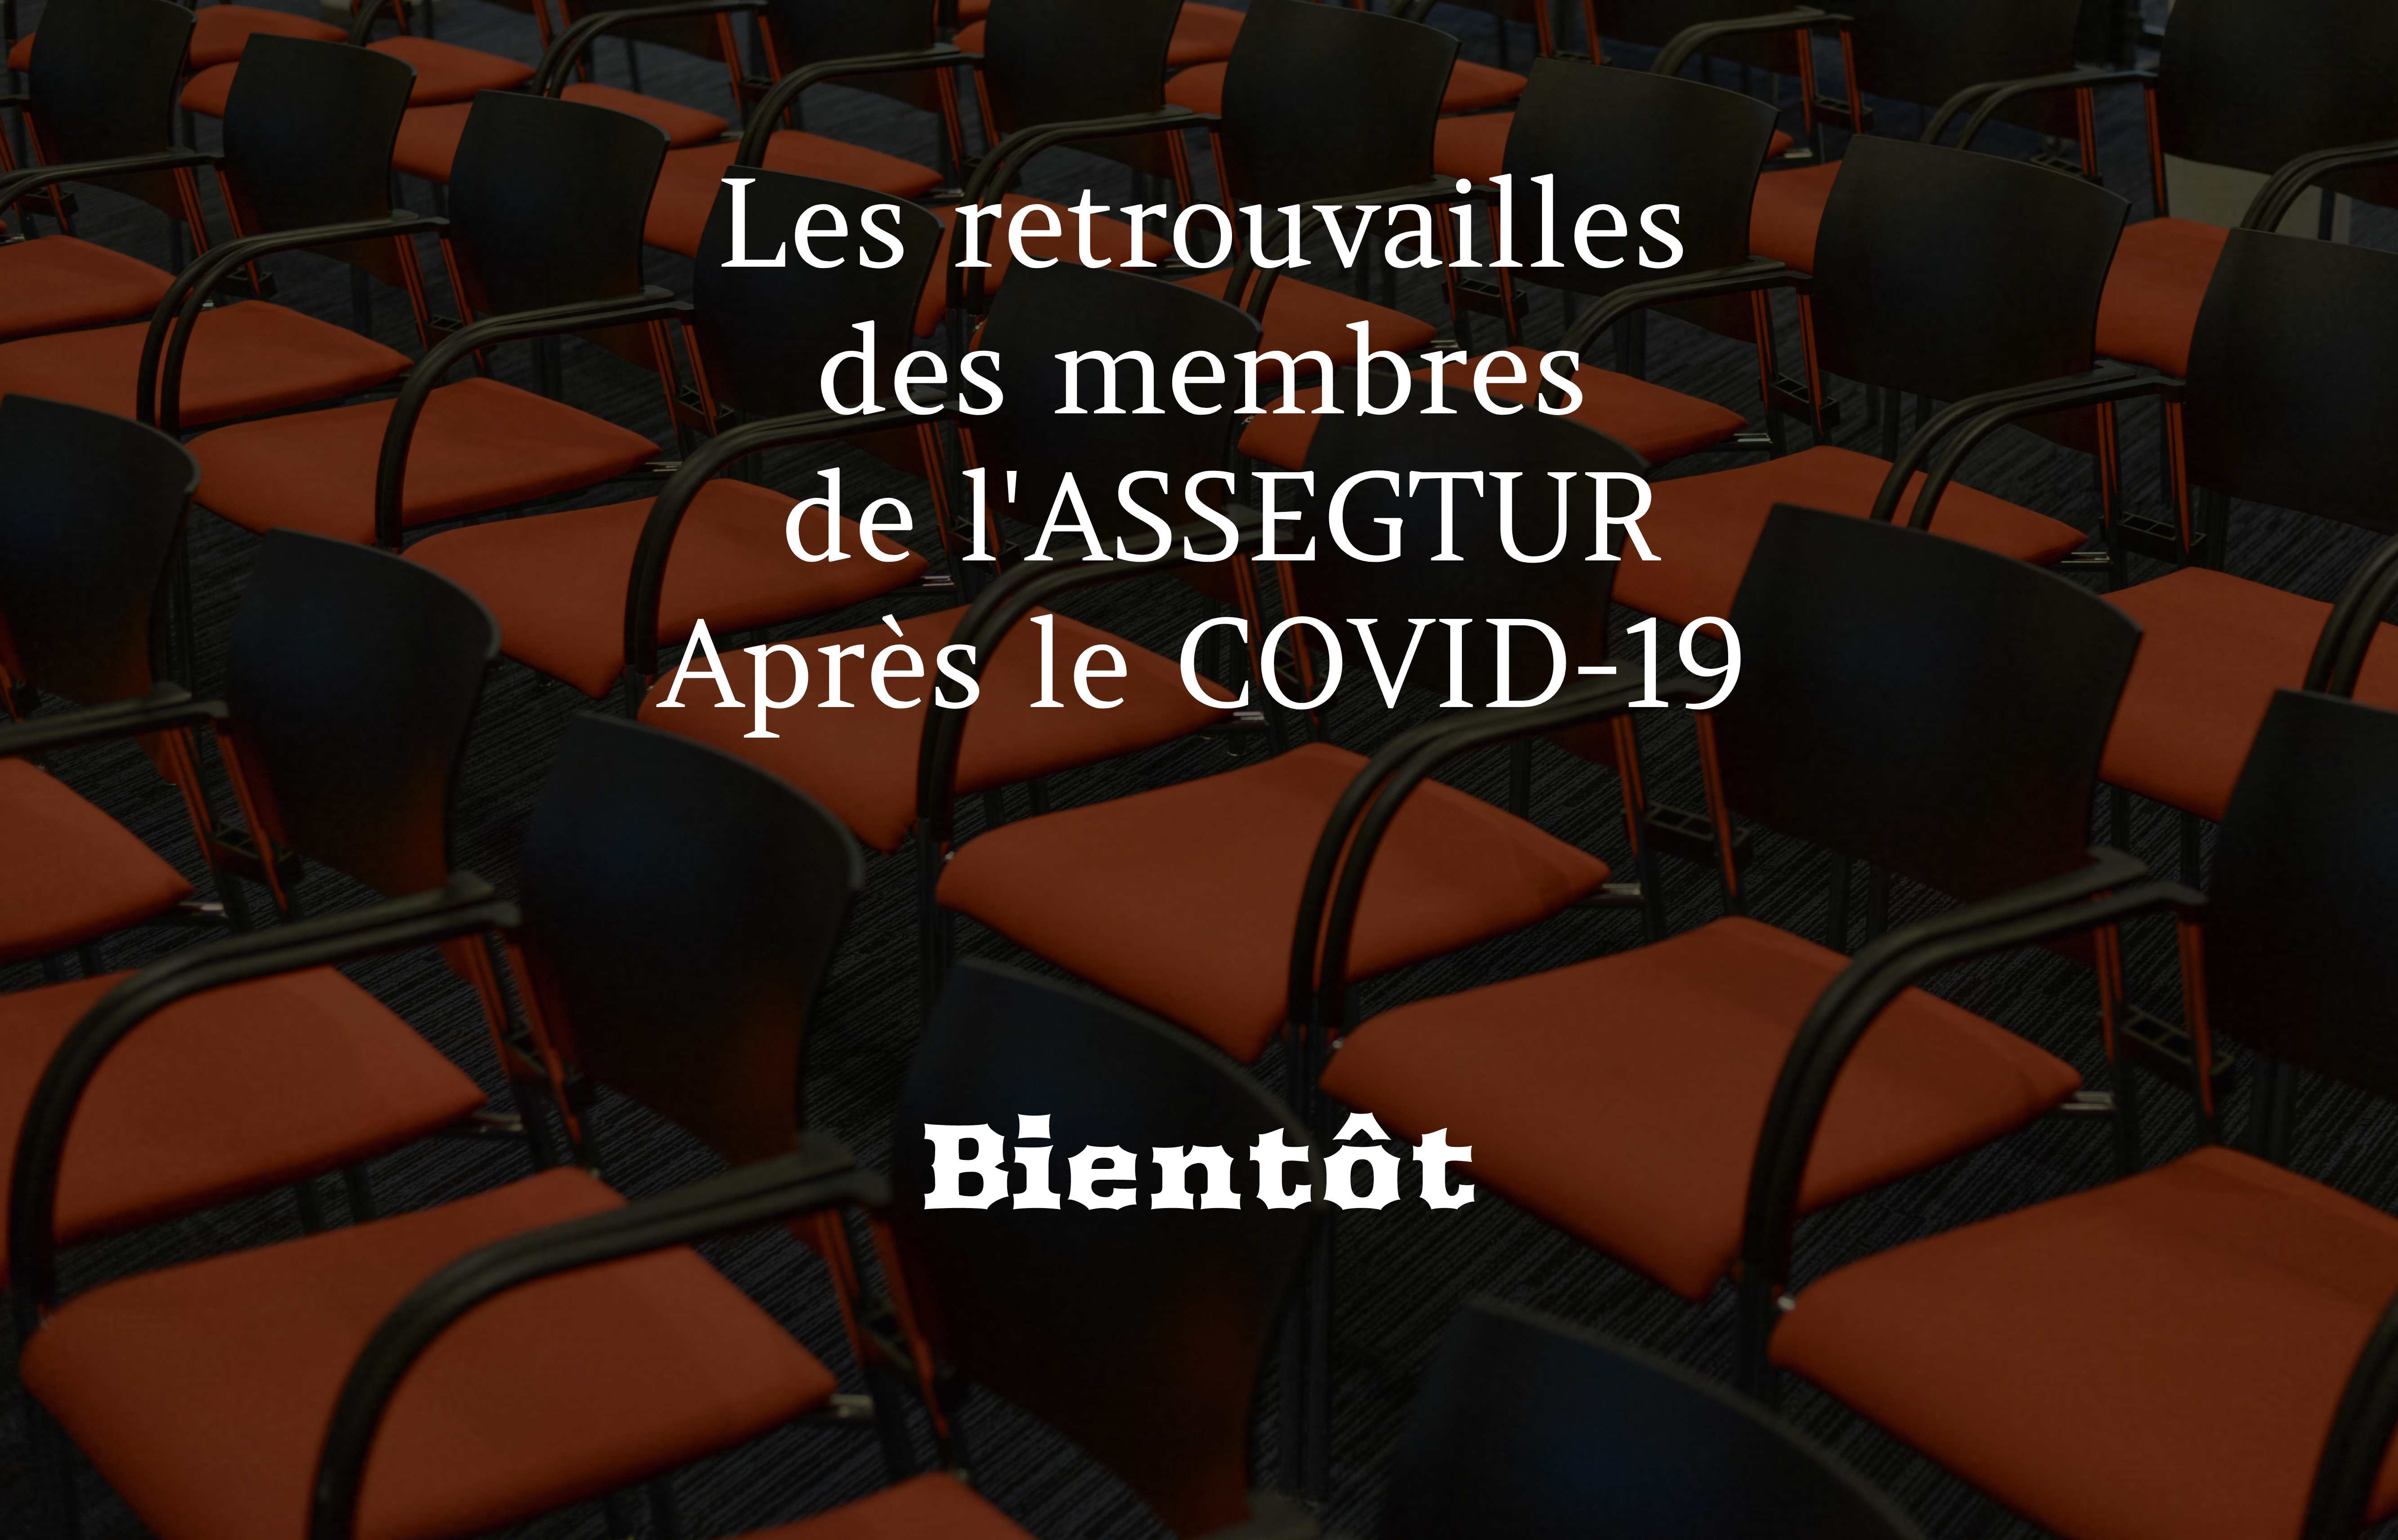 Les retrouvailles
des membres
de l'ASSEGTUR
Après le COVID-19
Bientôt